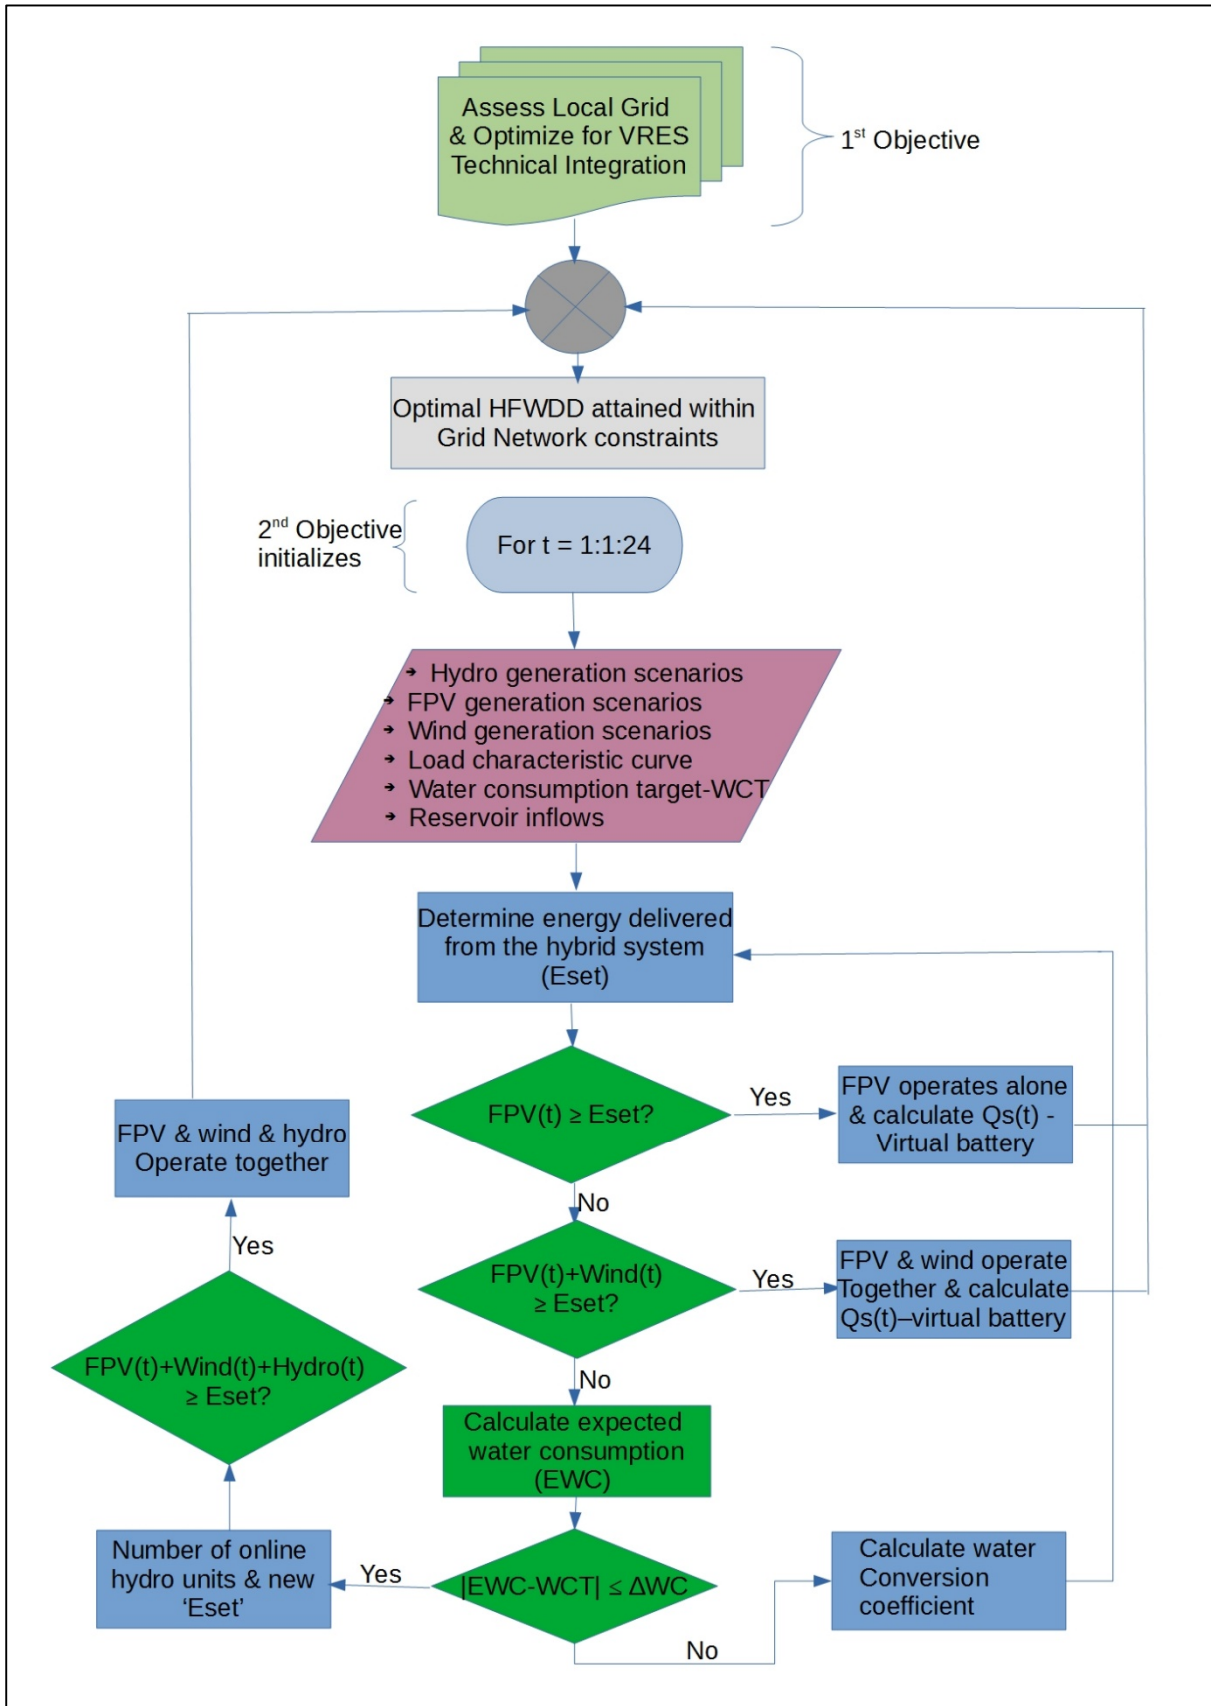 Assess Local Grid
& Optimize for VRES
Technical Integration
1st Objective
Optimal HFWDD attained within
Grid Network constraints
2nd Objective
initializes
For t = 1:1:24
➔ Hydro generation scenarios
➔ FPV generation scenarios
➔ Wind generation scenarios
➔ Load characteristic curve
➔ Water consumption target-WCT
➔ Reservoir inflows
Determine energy delivered
from the hybrid system
(Eset)
FPV(t) ≥ Eset?
Yes
FPV operates alone
& calculate Qs(t) -
Virtual battery
No
FPV(t)+Wind(t)
≥ Eset?
Yes
FPV & wind operate
Together & calculate
Qs(t)–virtual battery
No
Calculate expected
water consumption
(EWC)
|EWC-WCT| ≤ ΔWC
No
Calculate water
Conversion
coefficient
Yes
Number of online
hydro units & new
‘Eset’
FPV(t)+Wind(t)+Hydro(t)
≥ Eset?
Yes
FPV & wind & hydro
Operate together